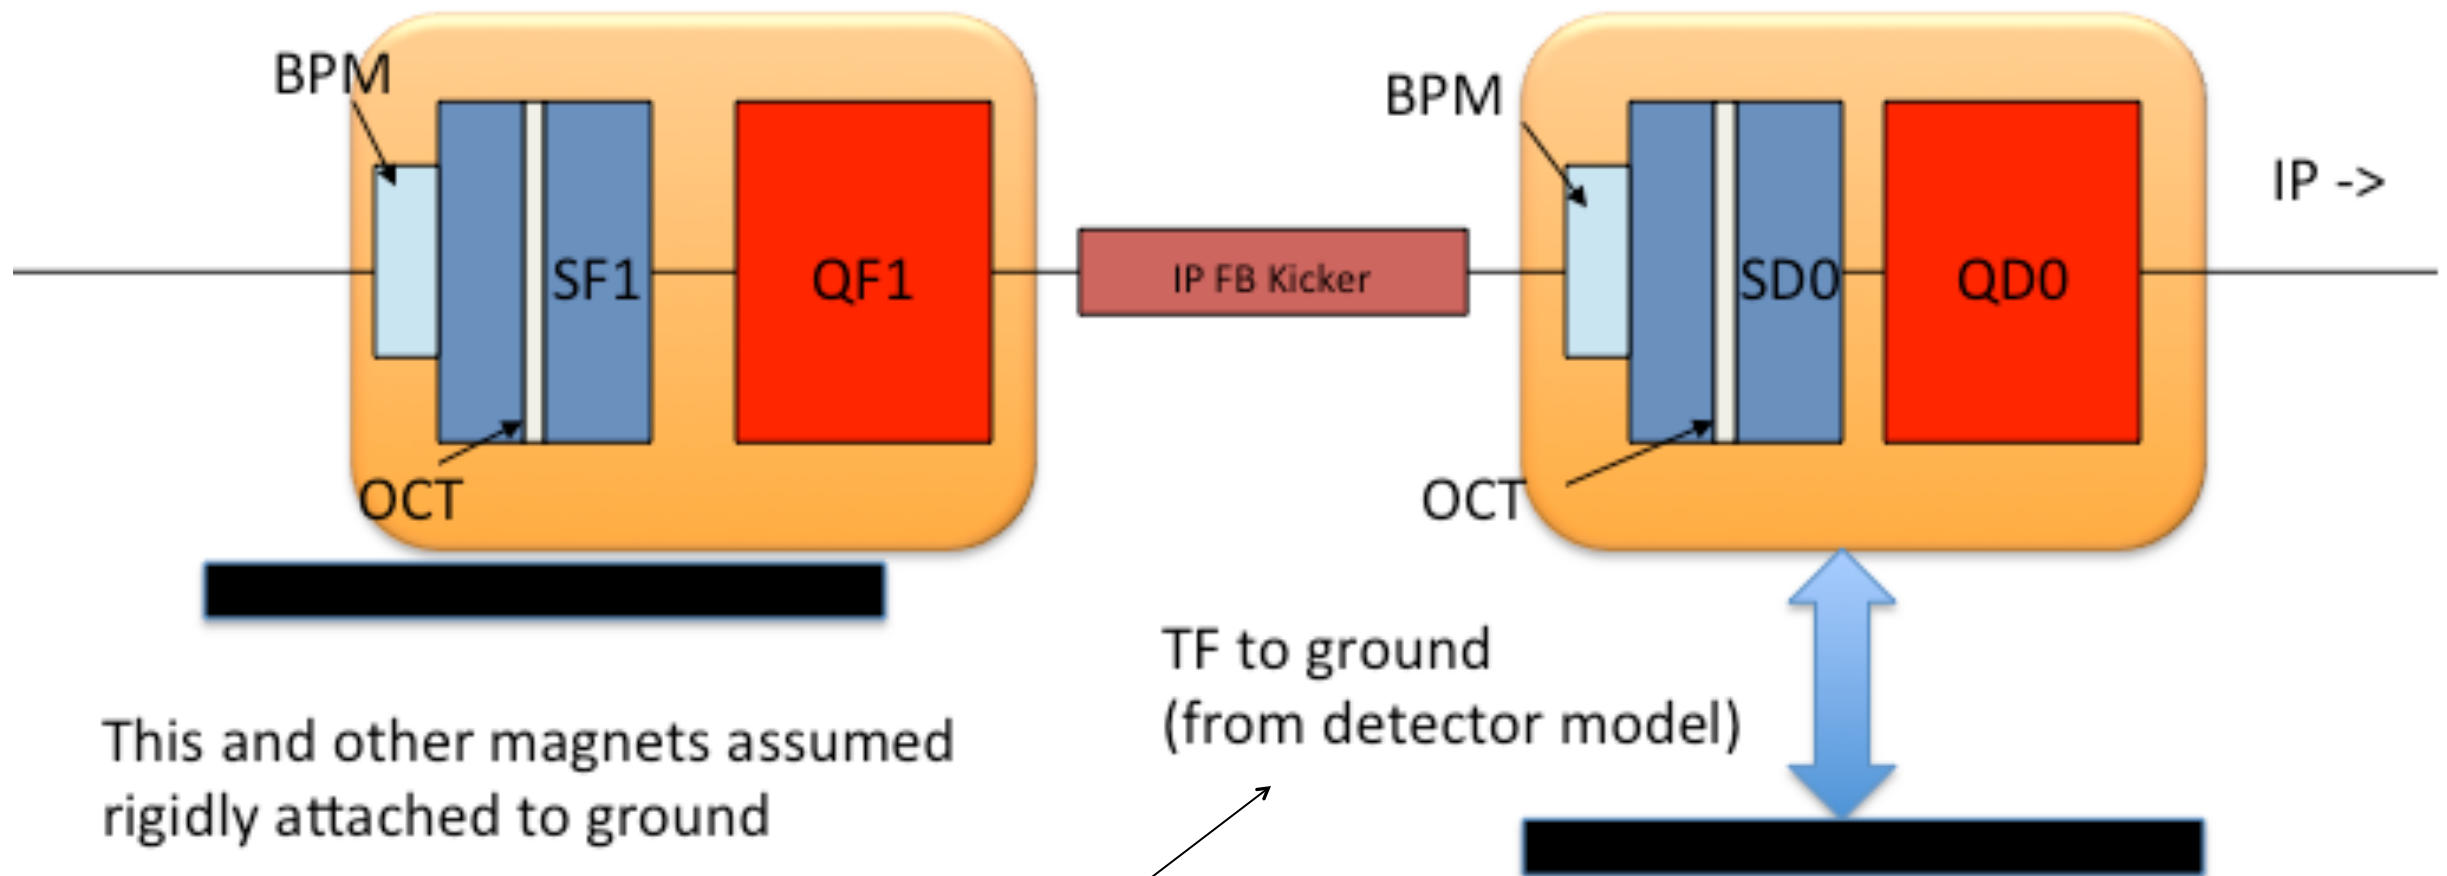 BPM
BPM
IP ->
SF1
QF1
IP FB Kicker
SD0
QD0
OCT
OCT
TF to ground
(from detector model)
This and other magnets assumed
rigidly attached to ground